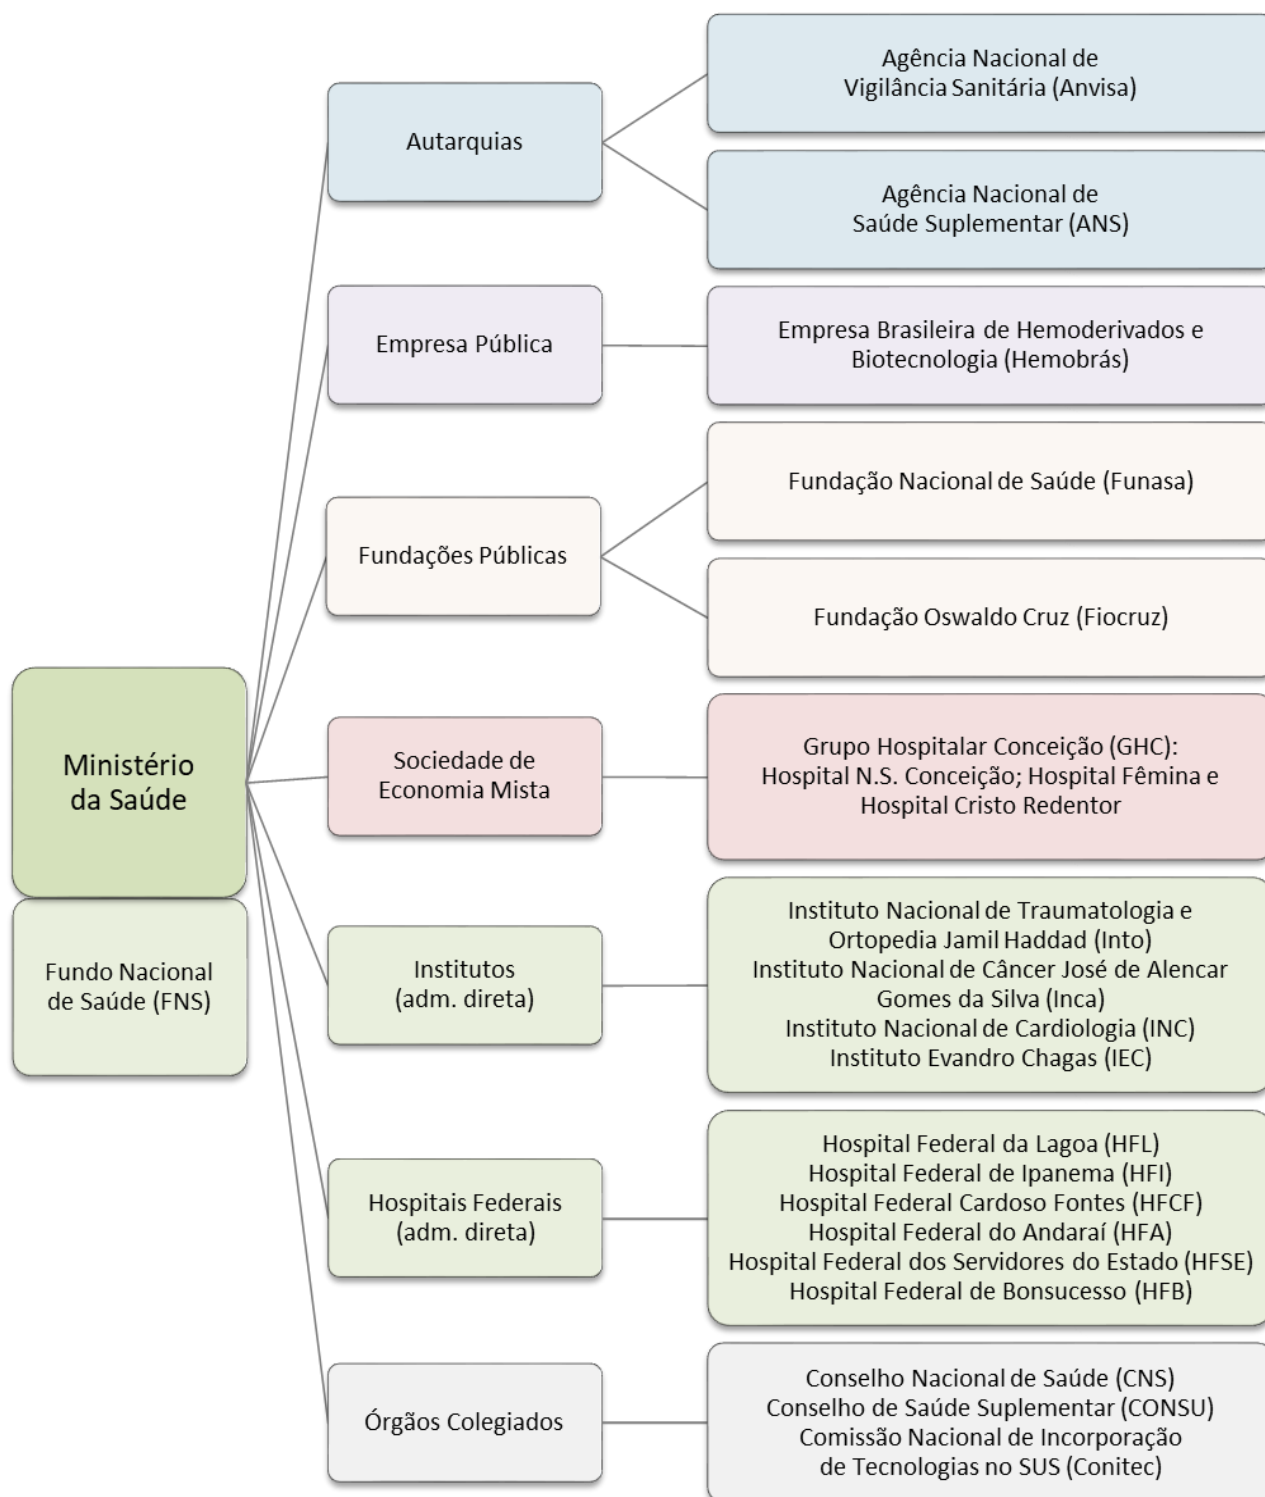 Ministério
da Saúde
Fundo Nacional
de Saúde (FNS)
Autarquias
Agência Nacional de
Vigilância Sanitária (Anvisa)
Agência Nacional de
Saúde Suplementar (ANS)
Empresa Pública
Empresa Brasileira de Hemoderivados e
Biotecnologia (Hemobrás)
Fundações Públicas
Fundação Nacional de Saúde (Funasa)
Fundação Oswaldo Cruz (Fiocruz)
Sociedade de
Economia Mista
Grupo Hospitalar Conceição (GHC):
Hospital N.S. Conceição; Hospital Fêmina e
Hospital Cristo Redentor
Institutos
(adm. direta)
Instituto Nacional de Traumatologia e
Ortopedia Jamil Haddad (Into)
Instituto Nacional de Câncer José de Alencar
Gomes da Silva (Inca)
Instituto Nacional de Cardiologia (INC)
Instituto Evandro Chagas (IEC)
Hospitais Federais
(adm. direta)
Hospital Federal da Lagoa (HFL)
Hospital Federal de Ipanema (HFI)
Hospital Federal Cardoso Fontes (HFCF)
Hospital Federal do Andaraí (HFA)
Hospital Federal dos Servidores do Estado (HFSE)
Hospital Federal de Bonsucesso (HFB)
Órgãos Colegiados
Conselho Nacional de Saúde (CNS)
Conselho de Saúde Suplementar (CONSU)
Comissão Nacional de Incorporação
de Tecnologias no SUS (Conitec)